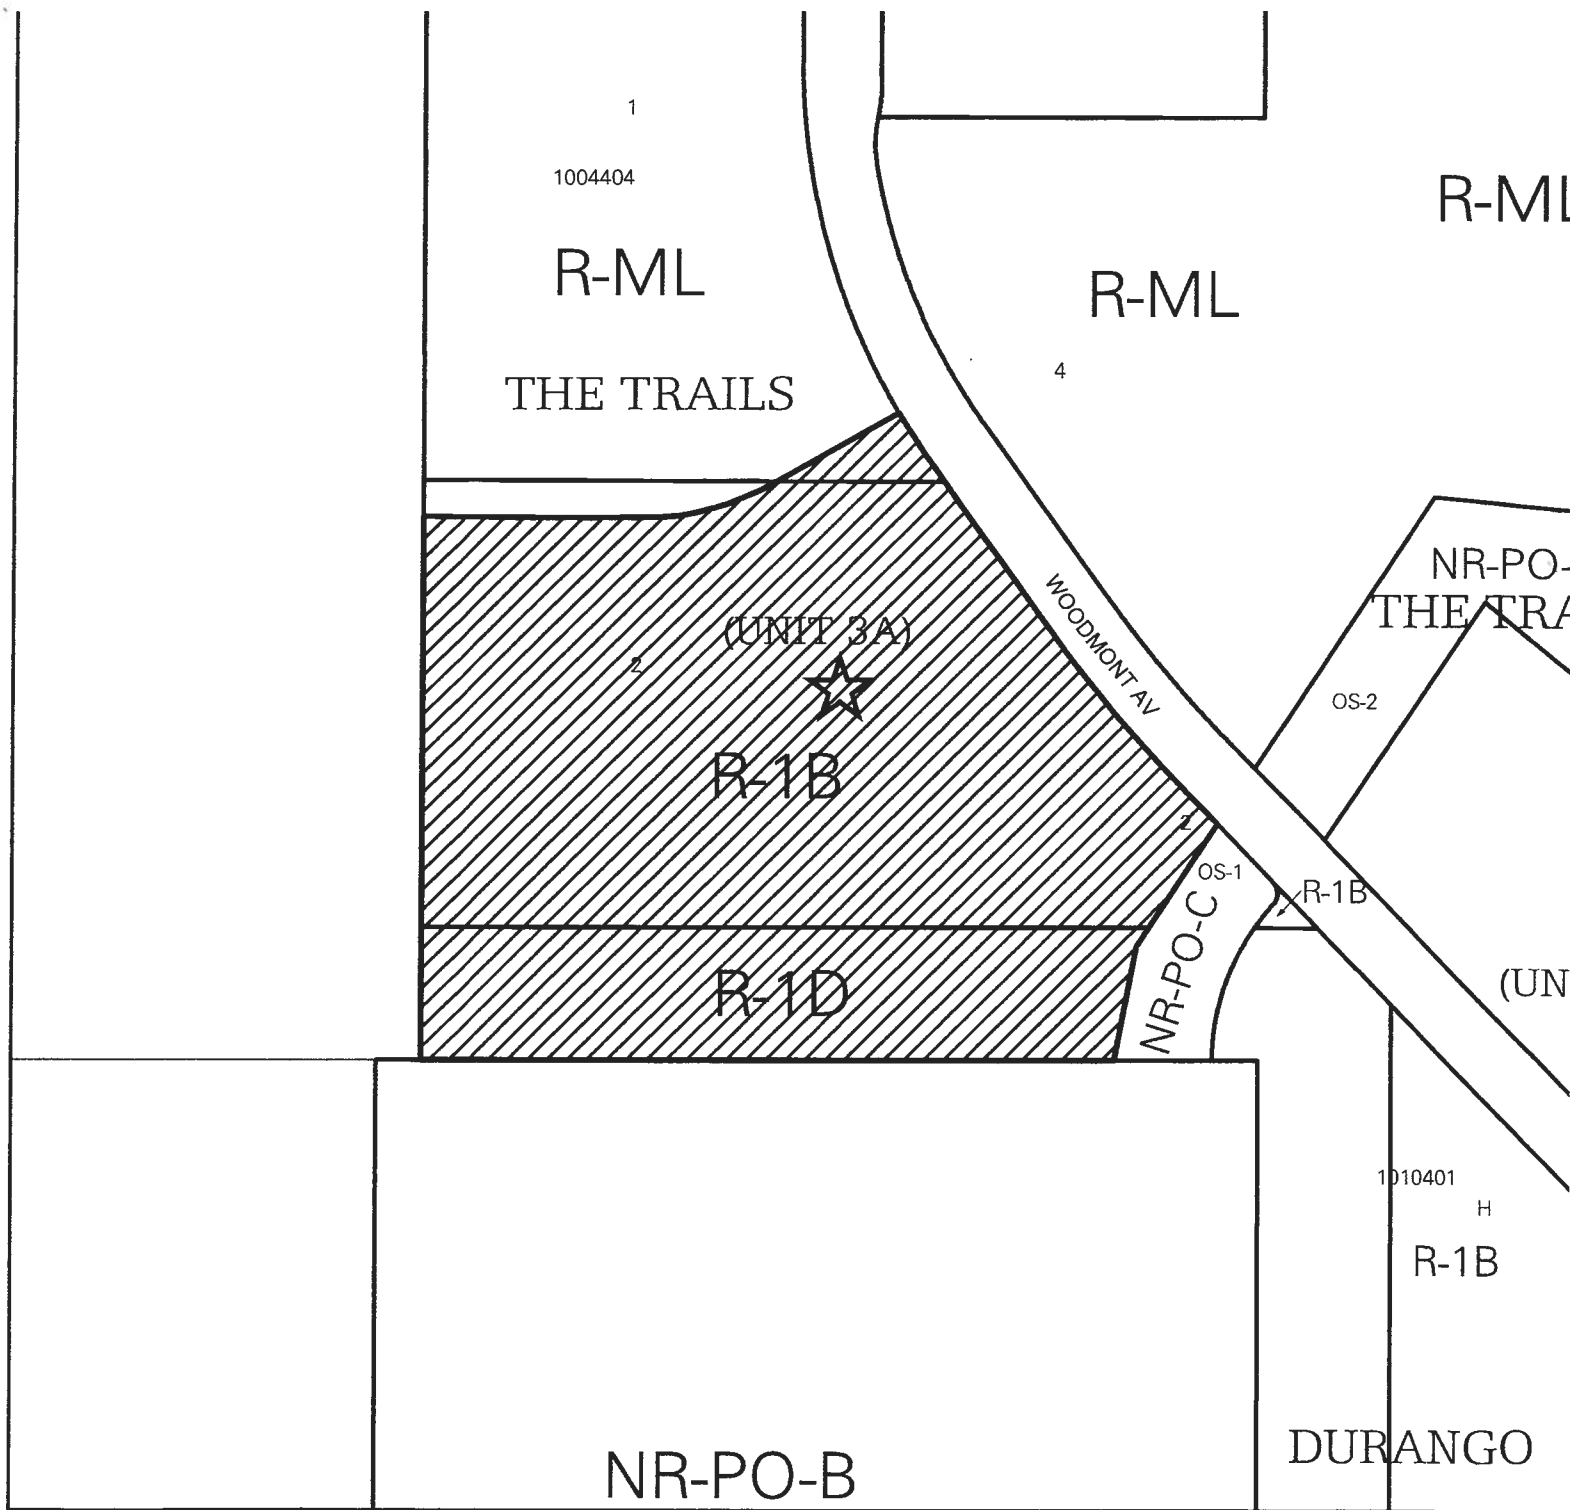 1
1004404
R-ML
R-ML
R-ML
4
THE TRAILS
NR-PO-
THE TRA
WOODMONT AV
(UNIT 3A)
2
OS-2
R-1B
2
OS-1
R-1B
NR-PO-C
R-1D
(UN
1010401
H
R-1B
DURANGO
NR-PO-B